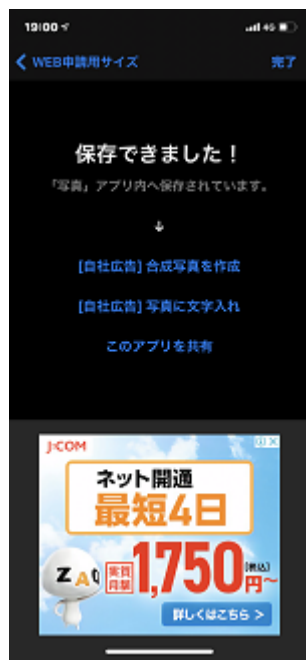 19:00
4G
WEB申請用サイズ
完了
保存できました！
「写真」アプリ内へ保存されています。
↓
[自社広告] 合成写真を作成
[自社広告] 写真に文字入れ
このアプリを共有
J:COM
ネット開通
最短4日
ZAQ
実質月額
1,750円～
(税込)
詳しくはこちら >